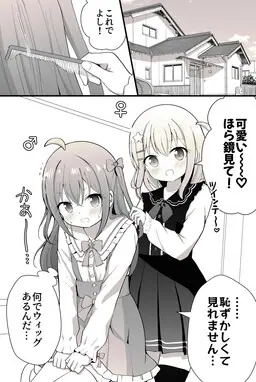 これで
よし！
可愛い〜〜〜♡
ほら鏡見て！
ツインテ〜♡
かあ〜
恥ずかしくて
見れません…
何でウィッグ
あるんだ…